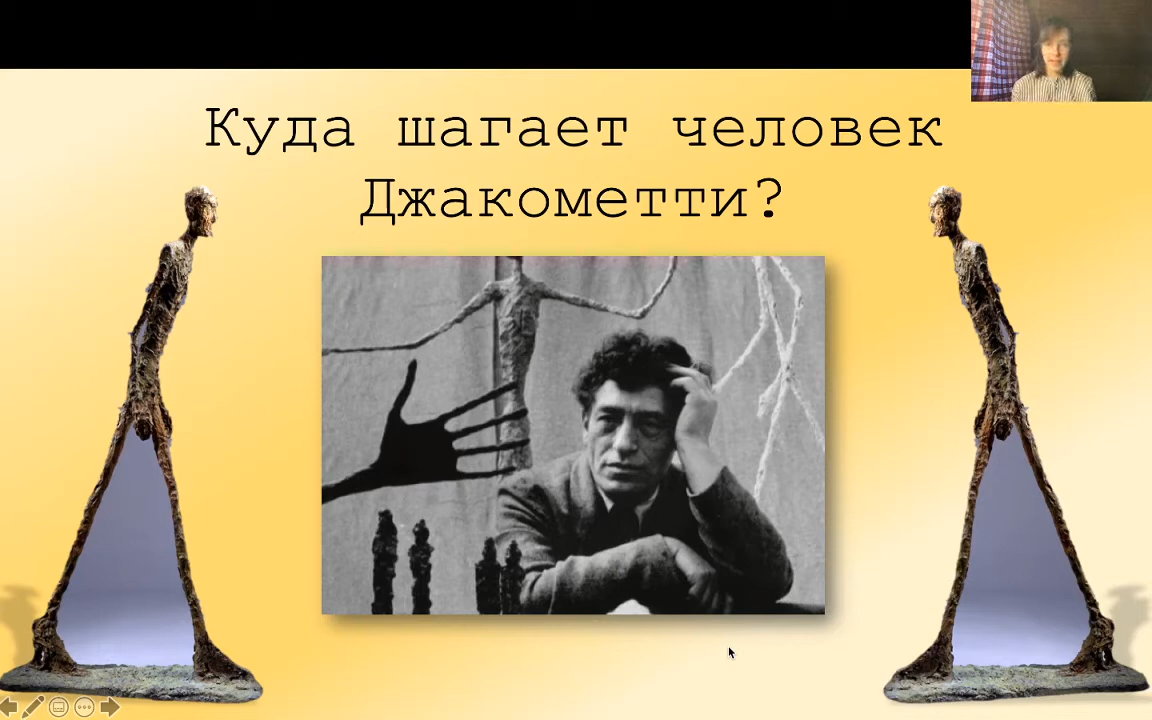 Куда шагает человек
Джакометти?